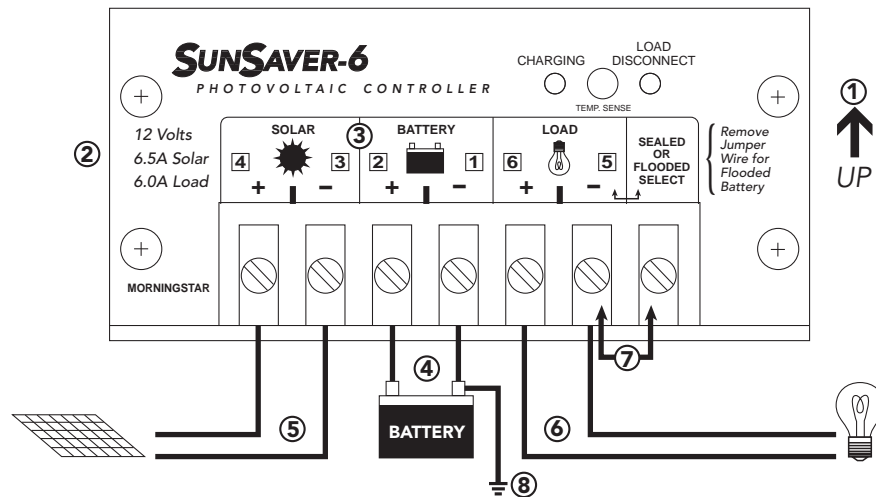 SUNSAVER-6
PHOTOVOLTAIC CONTROLLER
CHARGING
LOAD
DISCONNECT
TEMP. SENSE
1
UP
2
12 Volts
6.5A Solar
6.0A Load
SOLAR
4 3
+ −
3
BATTERY
2 1
+ −
LOAD
6 5
+ −
SEALED
OR
FLOODED
SELECT
Remove
Jumper
Wire for
Flooded
Battery
MORNINGSTAR
4
7
5
BATTERY
6
8